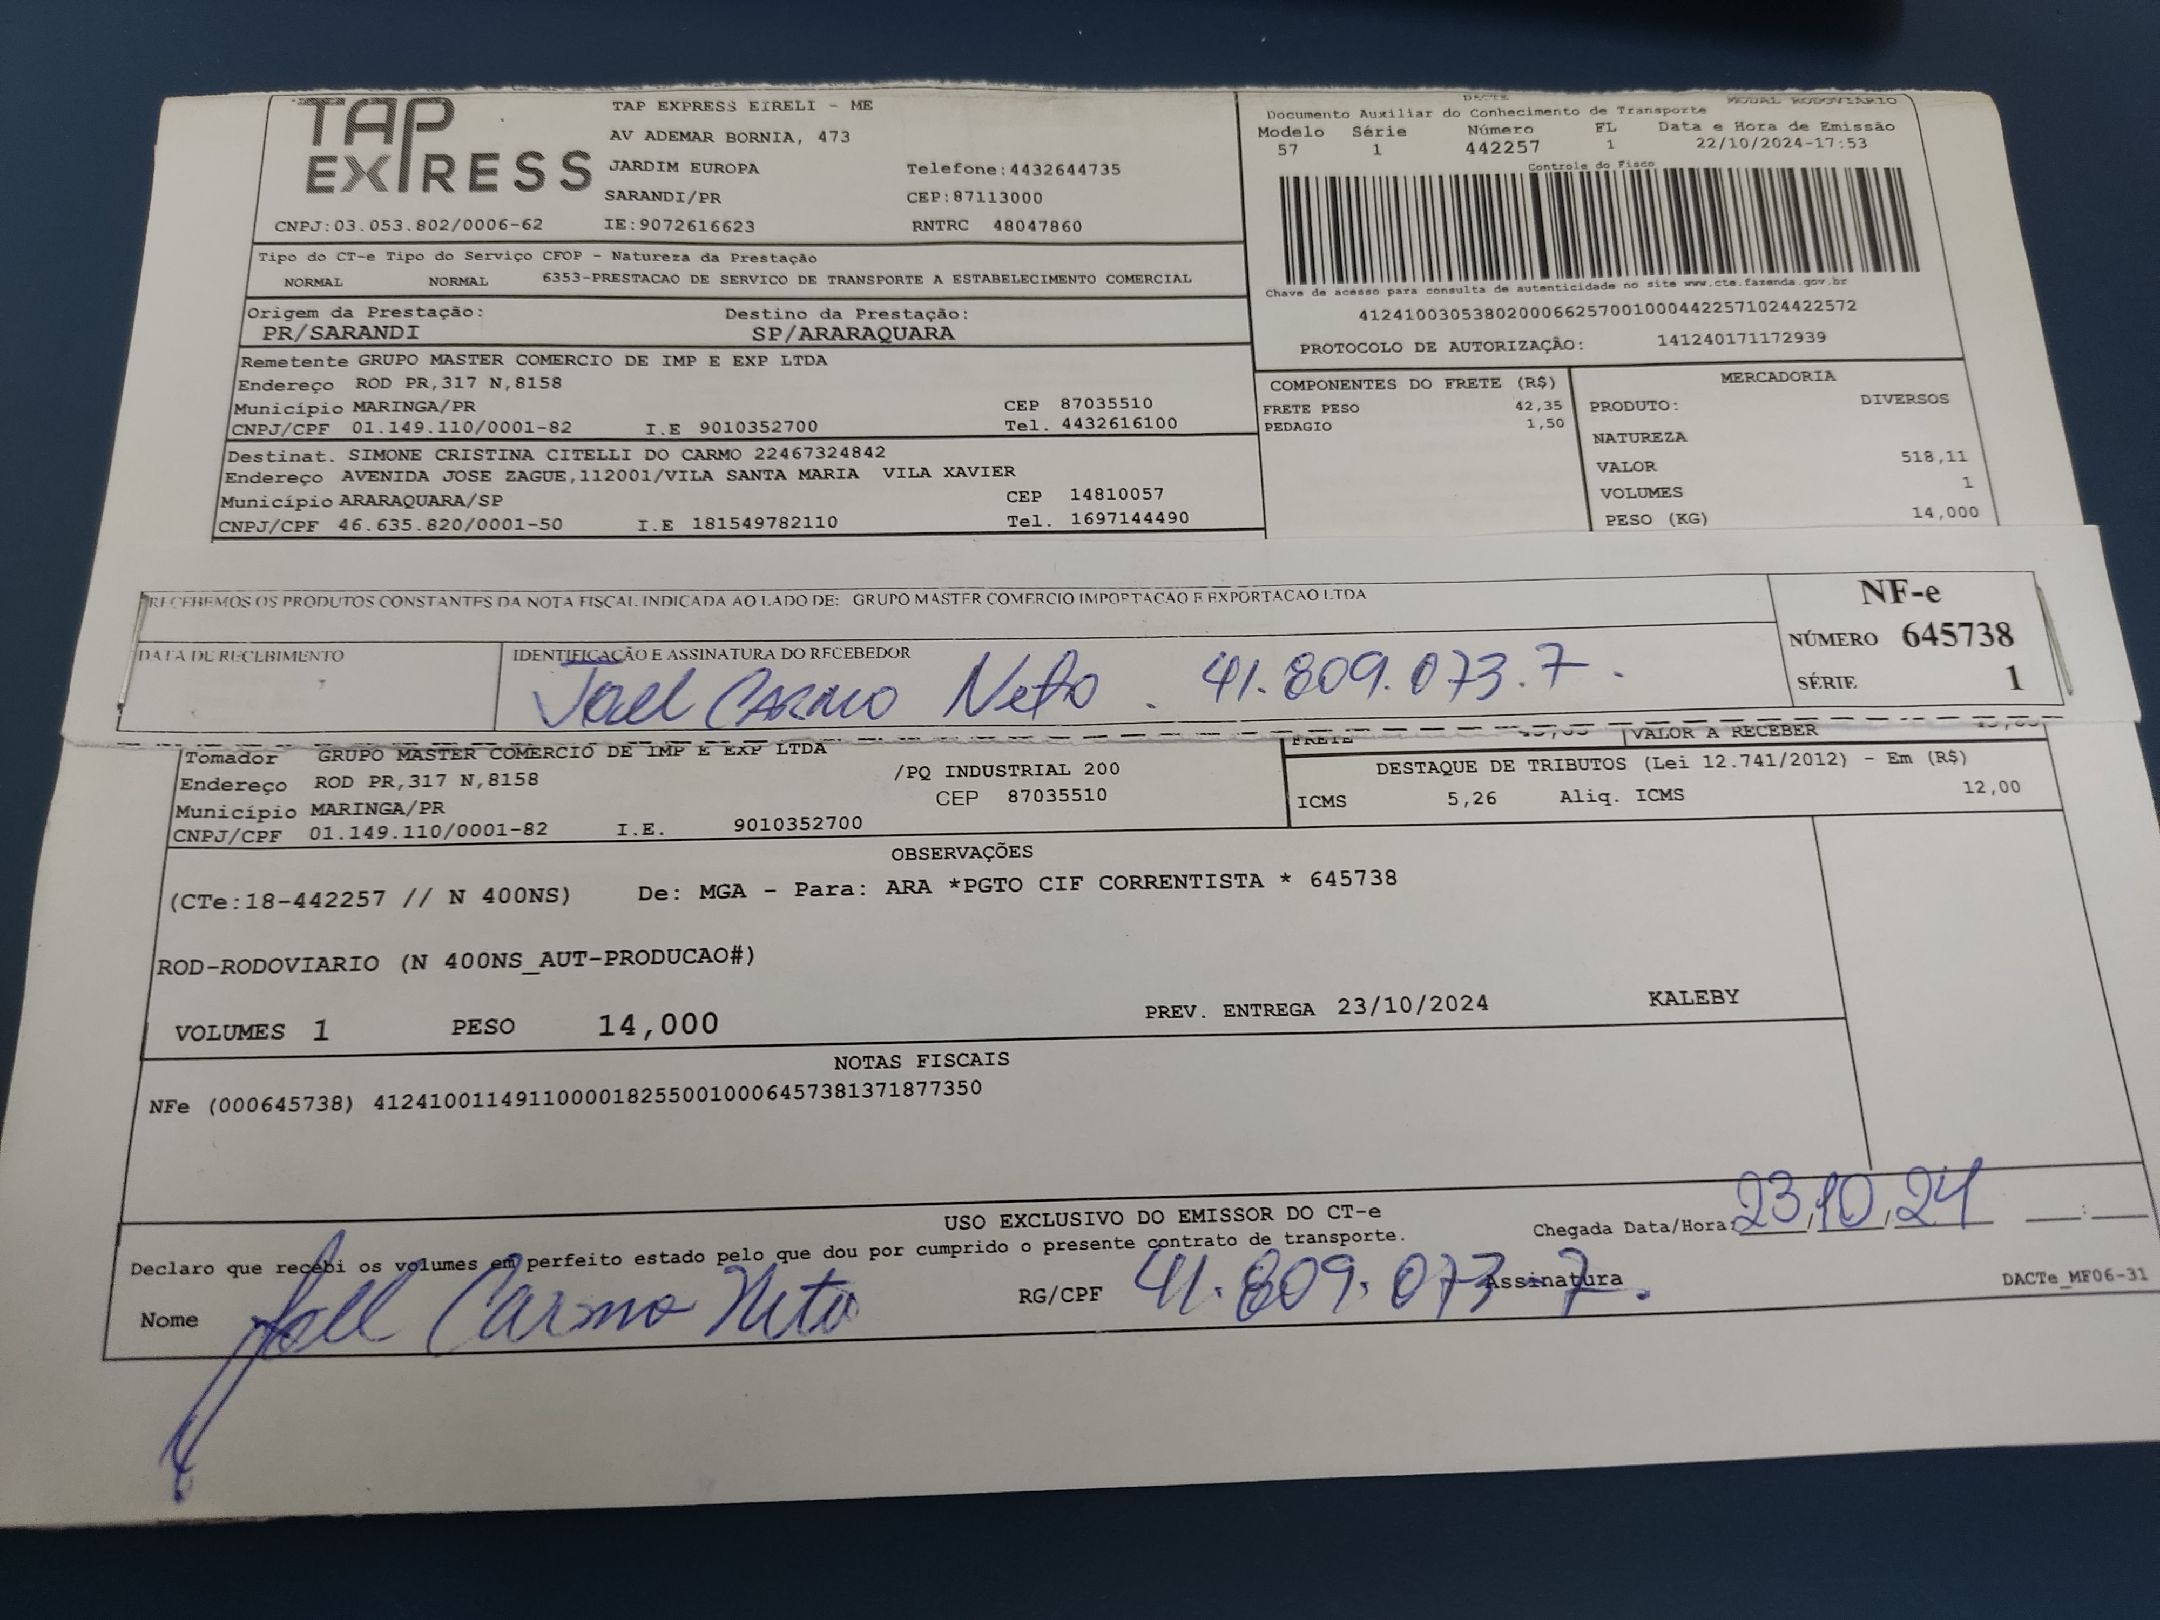 TAP EXPRESS
TAP EXPRESS EIRELI - ME
AV ADEMAR BORNIA, 473
JARDIM EUROPA Telefone:4432644735
SARANDI/PR CEP:87113000
CNPJ:03.053.802/0006-62 IE:9072616623 RNTRC 48047860
DACTE MODAL RODOVIARIO
Documento Auxiliar do Conhecimento de Transporte
Modelo Série Número FL Data e Hora de Emissão
57 1 442257 1 22/10/2024-17:53
Controle do Fisco
Chave de acesso para consulta de autenticidade no site www.cte.fazenda.gov.br
41241003053802000662570010004422571024422572
PROTOCOLO DE AUTORIZAÇÃO: 141240171172939
Tipo do CT-e Tipo do Serviço CFOP - Natureza da Prestação
NORMAL NORMAL 6353-PRESTACAO DE SERVICO DE TRANSPORTE A ESTABELECIMENTO COMERCIAL
Origem da Prestação: Destino da Prestação:
PR/SARANDI SP/ARARAQUARA
Remetente GRUPO MASTER COMERCIO DE IMP E EXP LTDA
Endereço ROD PR,317 N,8158
Município MARINGA/PR CEP 87035510
CNPJ/CPF 01.149.110/0001-82 I.E 9010352700 Tel. 4432616100
Destinat. SIMONE CRISTINA CITELLI DO CARMO 22467324842
Endereço AVENIDA JOSE ZAGUE,112001/VILA SANTA MARIA VILA XAVIER
Município ARARAQUARA/SP CEP 14810057
CNPJ/CPF 46.635.820/0001-50 I.E 181549782110 Tel. 1697144490
COMPONENTES DO FRETE (R$)
FRETE PESO 42,35
PEDAGIO 1,50
MERCADORIA
PRODUTO: DIVERSOS
NATUREZA
VALOR 518,11
VOLUMES 1
PESO (KG) 14,000
RECEBEMOS OS PRODUTOS CONSTANTES DA NOTA FISCAL INDICADA AO LADO DE: GRUPO MASTER COMERCIO IMPORTACAO E EXPORTACAO LTDA
DATA DE RECEBIMENTO IDENTIFICAÇÃO E ASSINATURA DO RECEBEDOR
Joel Carmo Neto . 41.809.073.7 .
NF-e
NÚMERO 645738
SÉRIE 1
Tomador GRUPO MASTER COMERCIO DE IMP E EXP LTDA
Endereço ROD PR,317 N,8158 /PQ INDUSTRIAL 200
Município MARINGA/PR CEP 87035510
CNPJ/CPF 01.149.110/0001-82 I.E. 9010352700
FRETE VALOR A RECEBER
DESTAQUE DE TRIBUTOS (Lei 12.741/2012) - Em (R$)
ICMS 5,26 Aliq. ICMS 12,00
OBSERVAÇÕES
(CTe:18-442257 // N 400NS) De: MGA - Para: ARA *PGTO CIF CORRENTISTA * 645738
ROD-RODOVIARIO (N 400NS_AUT-PRODUCAO#)
VOLUMES 1 PESO 14,000 PREV. ENTREGA 23/10/2024 KALEBY
NOTAS FISCAIS
NFe (000645738) 41241001149110000182550010006457381371877350
USO EXCLUSIVO DO EMISSOR DO CT-e
Chegada Data/Hora: 23/10/24 :
Declaro que recebi os volumes em perfeito estado pelo que dou por cumprido o presente contrato de transporte.
Nome Joel Carmo Neto RG/CPF 41.809.073-7. Assinatura
DACTe_MF06-31